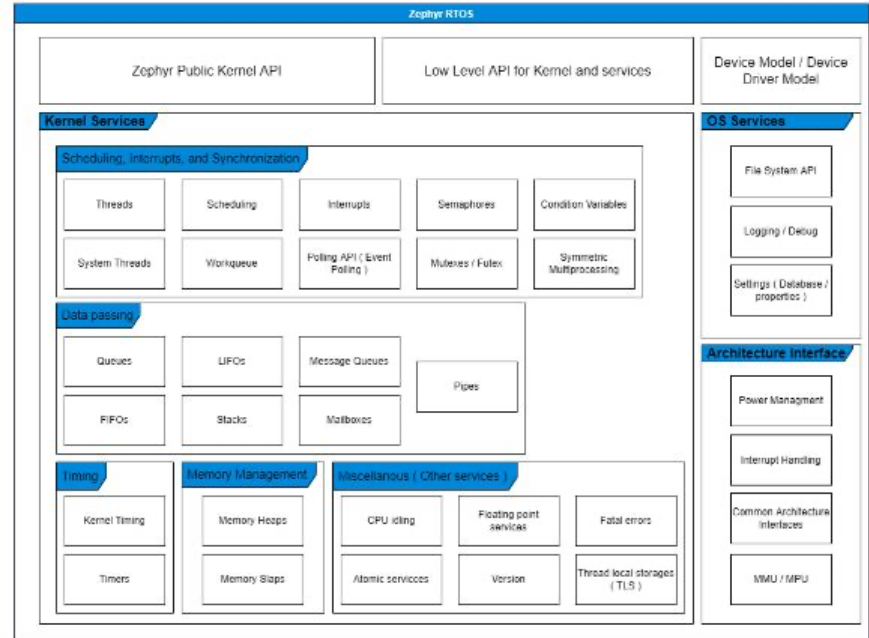 Zephyr RTOS
Zephyr Public Kernel API
Low Level API for Kernel and services
Device Model / Device
Driver Model
Kernel Services
Scheduling, Interrupts, and Synchronization
Threads
Scheduling
Interrupts
Semaphores
Condition Variables
System Threads
Workqueue
Polling API ( Event
Polling )
Mutexes / Futex
Symmetric
Multiprocessing
Data passing
Queues
LIFOs
Message Queues
Pipes
FIFOs
Stacks
Mailboxes
Timing
Kernel Timing
Timers
Memory Management
Memory Heaps
Memory Slaps
Miscellanous ( Other services )
CPU idling
Floating point
services
Fatal errors
Atomic servicces
Version
Thread local storages
( TLS )
OS Services
File System API
Logging / Debug
Settings ( Database /
properties )
Architecture Interface
Power Managment
Interrupt Handling
Common Architecture
Interfaces
MMU / MPU